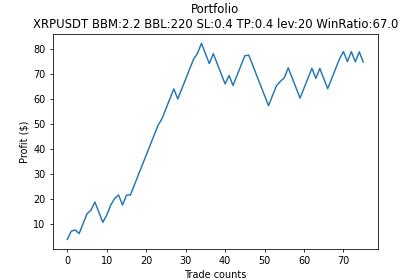 Portfolio
XRPUSDT BBM:2.2 BBL:220 SL:0.4 TP:0.4 lev:20 WinRatio:67.0
80
70
60
50
40
30
20
10
Profit ($)
0 10 20 30 40 50 60 70
Trade counts